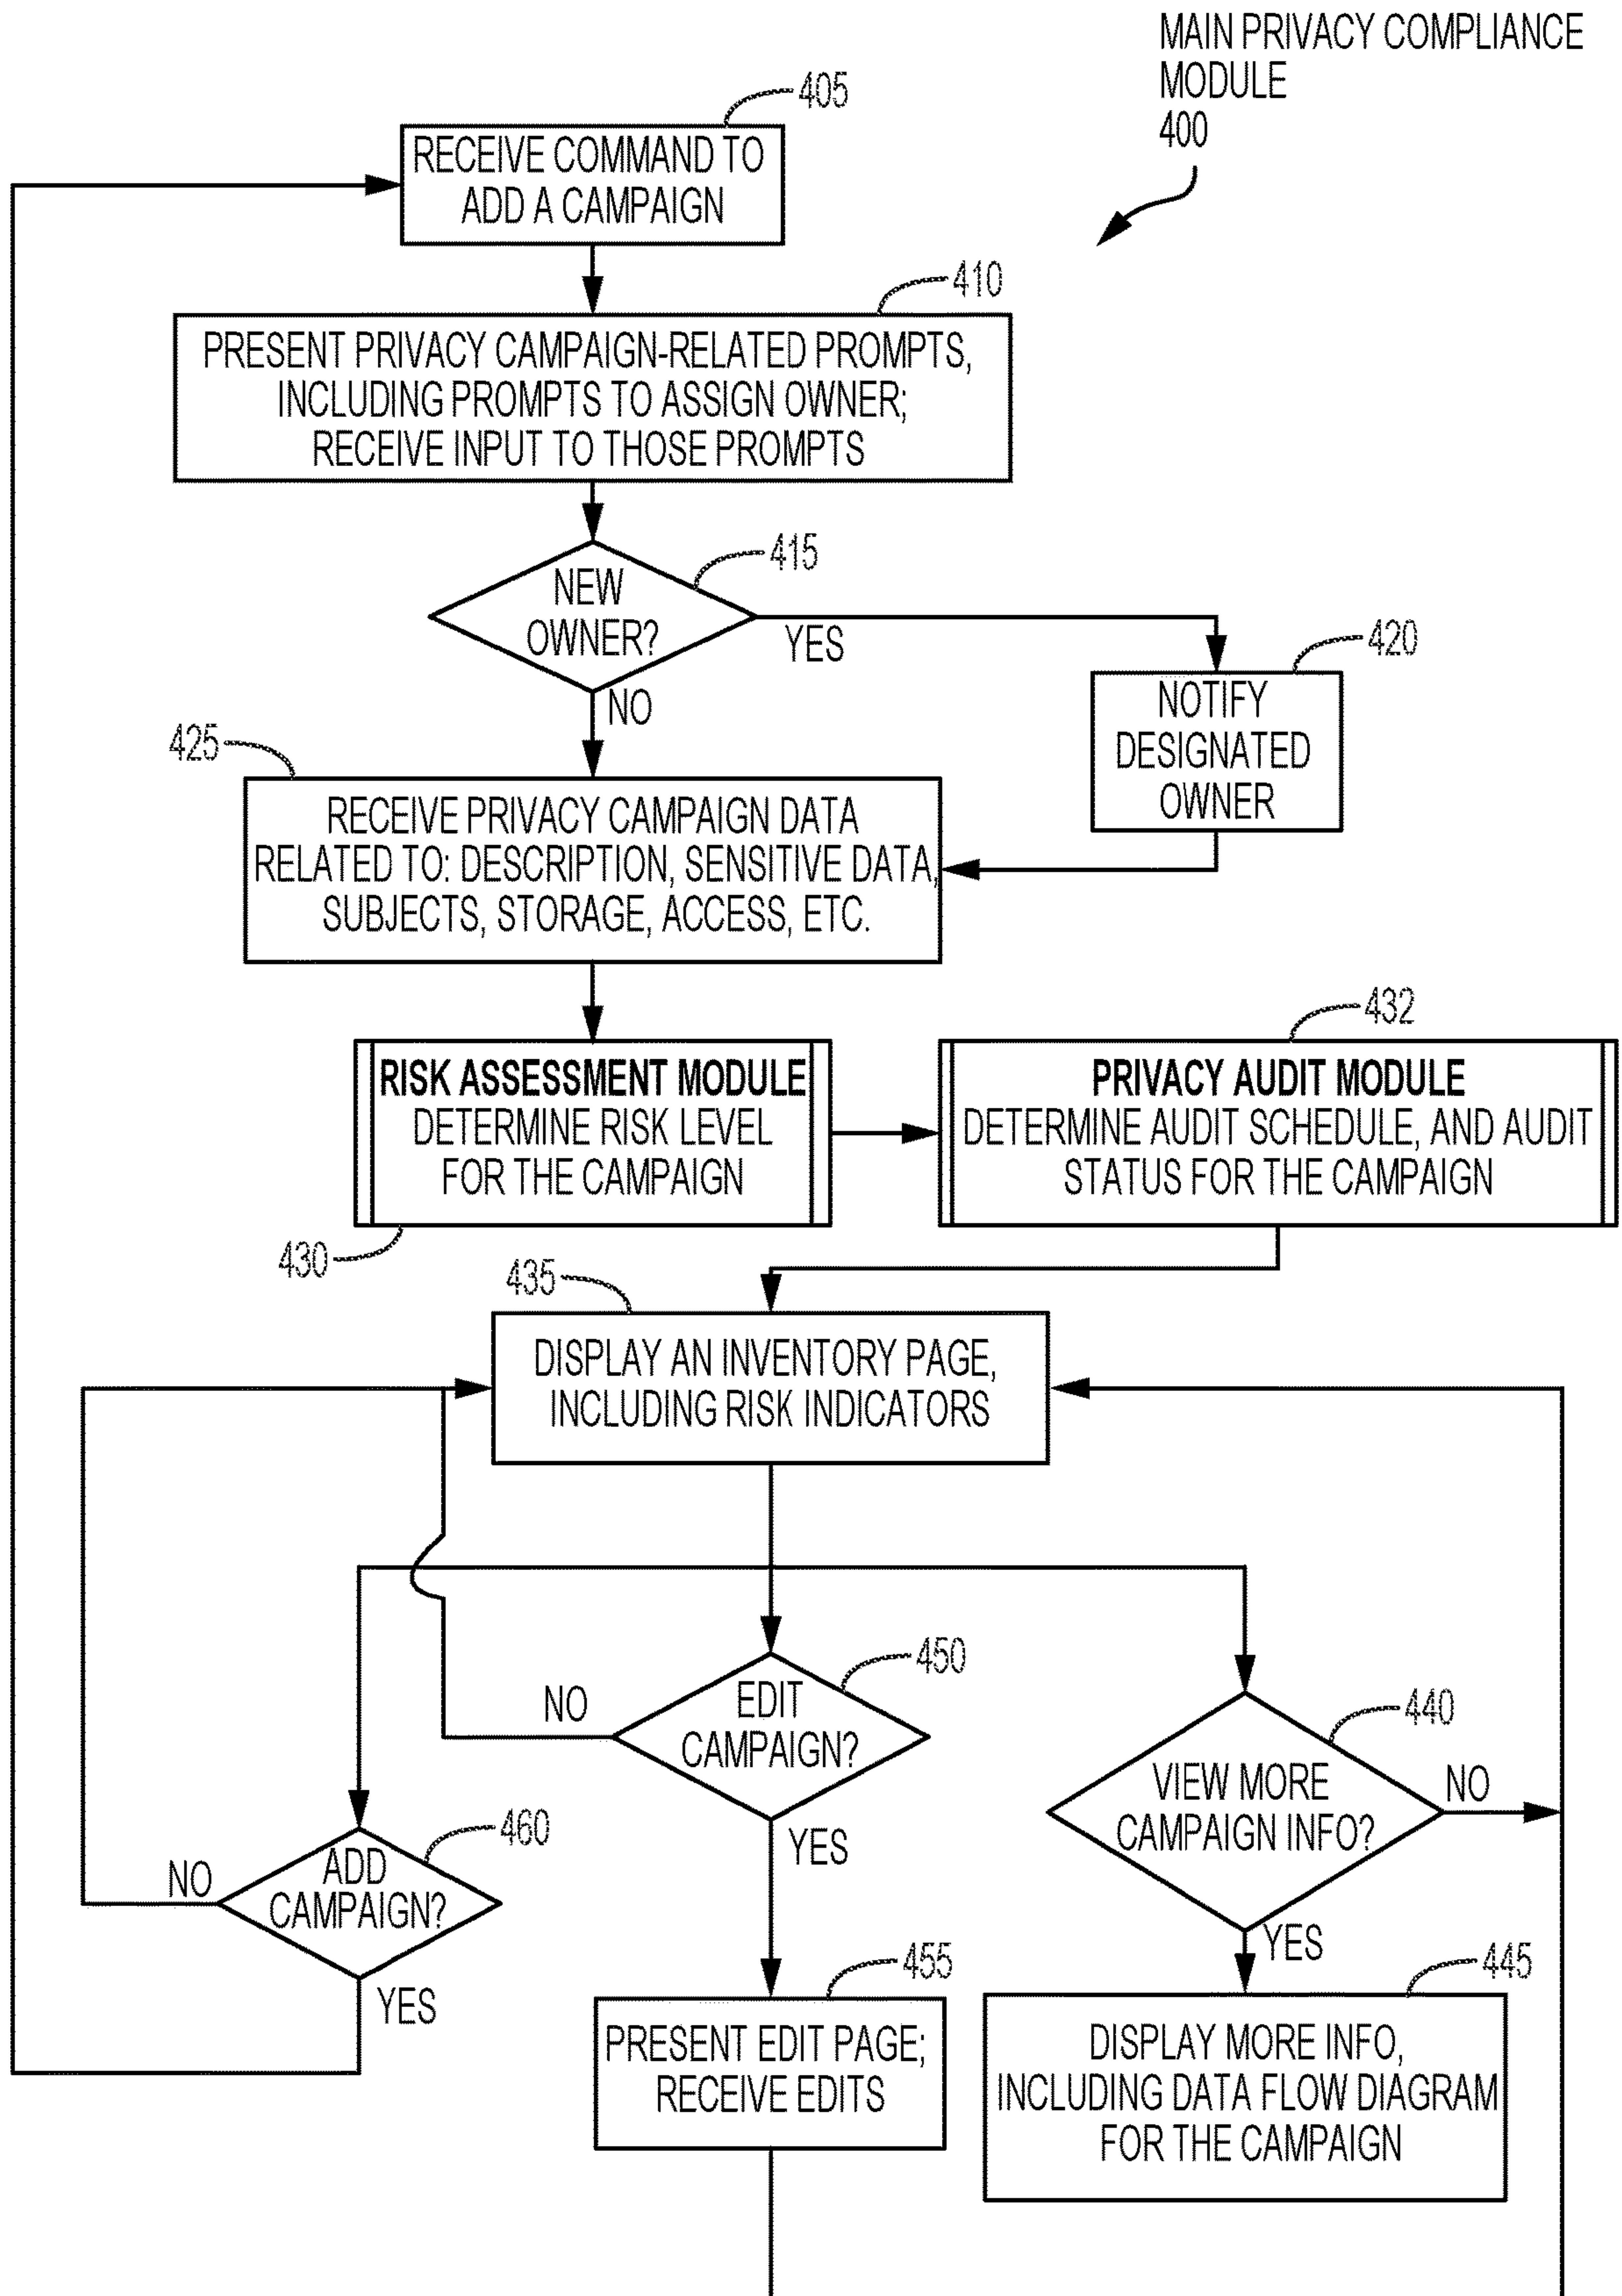 MAIN PRIVACY COMPLIANCE
MODULE
400
405
RECEIVE COMMAND TO
ADD A CAMPAIGN
410
PRESENT PRIVACY CAMPAIGN-RELATED PROMPTS,
INCLUDING PROMPTS TO ASSIGN OWNER;
RECEIVE INPUT TO THOSE PROMPTS
415
NEW
OWNER?
YES
NO
420
NOTIFY
DESIGNATED
OWNER
425
RECEIVE PRIVACY CAMPAIGN DATA
RELATED TO: DESCRIPTION, SENSITIVE DATA,
SUBJECTS, STORAGE, ACCESS, ETC.
RISK ASSESSMENT MODULE
DETERMINE RISK LEVEL
FOR THE CAMPAIGN
430
432
PRIVACY AUDIT MODULE
DETERMINE AUDIT SCHEDULE, AND AUDIT
STATUS FOR THE CAMPAIGN
435
DISPLAY AN INVENTORY PAGE,
INCLUDING RISK INDICATORS
450
EDIT
CAMPAIGN?
NO
YES
440
VIEW MORE
CAMPAIGN INFO?
NO
YES
460
ADD
CAMPAIGN?
NO
YES
455
PRESENT EDIT PAGE;
RECEIVE EDITS
445
DISPLAY MORE INFO,
INCLUDING DATA FLOW DIAGRAM
FOR THE CAMPAIGN